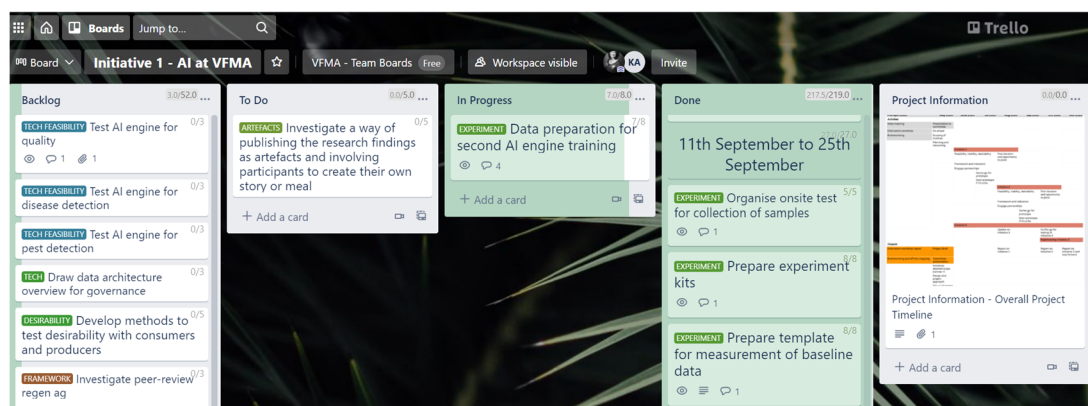 Boards
Jump to...
Trello
Board
Initiative 1 - AI at VFMA
VFMA - Team Boards Free
Workspace visible
KA
Invite
Backlog
3.0/52.0
TECH FEASIBILITY Test AI engine for
quality
0/3
1
1
TECH FEASIBILITY Test AI engine for
disease detection
0/3
TECH FEASIBILITY Test AI engine for
pest detection
0/3
TECH Draw data architecture
overview for governance
0/3
DESIRABILITY Develop methods to
test desirability with consumers
and producers
0/5
FRAMEWORK Investigate peer-review
regen ag
0/3
To Do
0.0/5.0
ARTEFACTS Investigate a way of
publishing the research findings
as artefacts and involving
participants to create their own
story or meal
0/5
+ Add a card
In Progress
7.0/8.0
EXPERIMENT Data preparation for
second AI engine training
7/8
4
+ Add a card
Done
217.5/219.0
11th September to 25th
September
EXPERIMENT Organise onsite test
for collection of samples
5/5
1
EXPERIMENT Prepare experiment
kits
8/8
1
EXPERIMENT Prepare template
for measurement of baseline
data
8/8
1
Project Information
0.0/0.0
Project Information - Overall Project
Timeline
1
+ Add a card